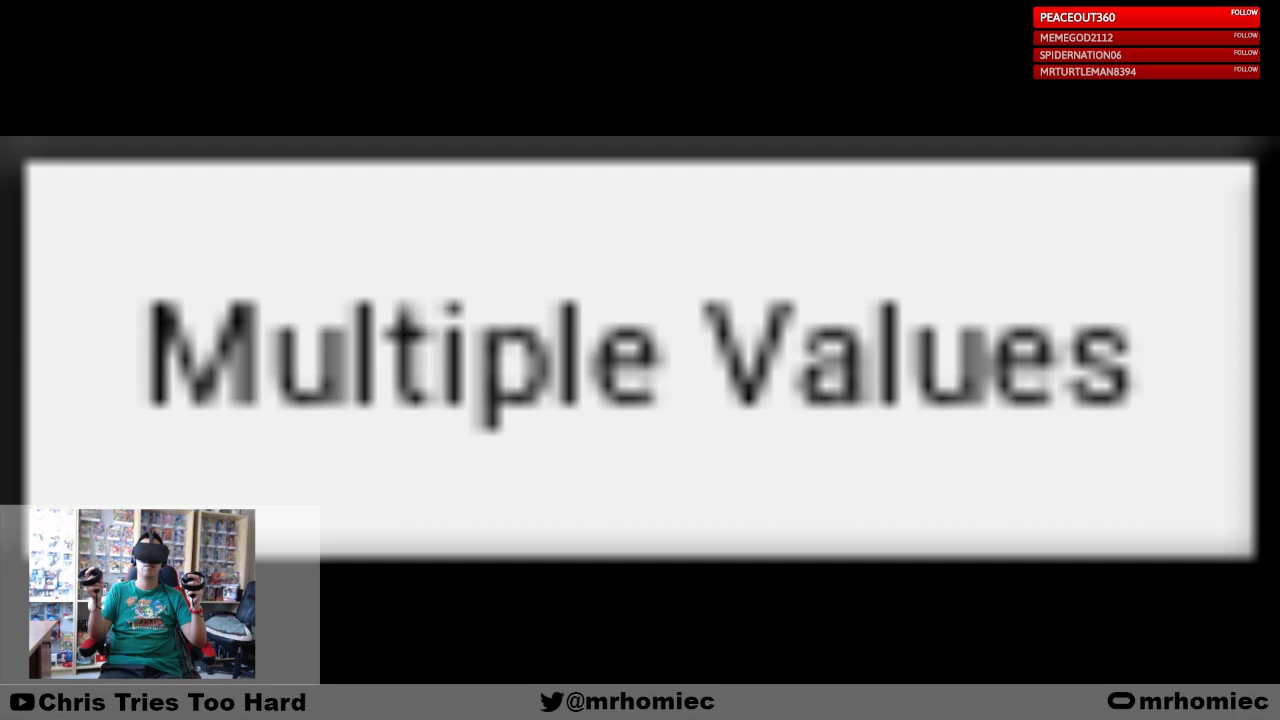 PEACEOUT360 FOLLOW
MEMEGOD2112 FOLLOW
SPIDERNATION06 FOLLOW
MRTURTLEMAN8394 FOLLOW
Multiple Values
Chris Tries Too Hard
@mrhomiec
mrhomiec